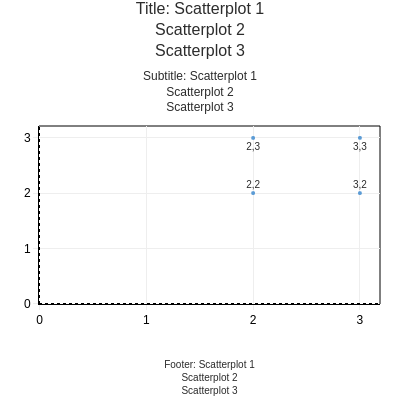 Title: Scatterplot 1
Scatterplot 2
Scatterplot 3
Subtitle: Scatterplot 1
Scatterplot 2
Scatterplot 3
3
2,3 3,3
2,2 3,2
2
1
0
0 1 2 3
Footer: Scatterplot 1
Scatterplot 2
Scatterplot 3